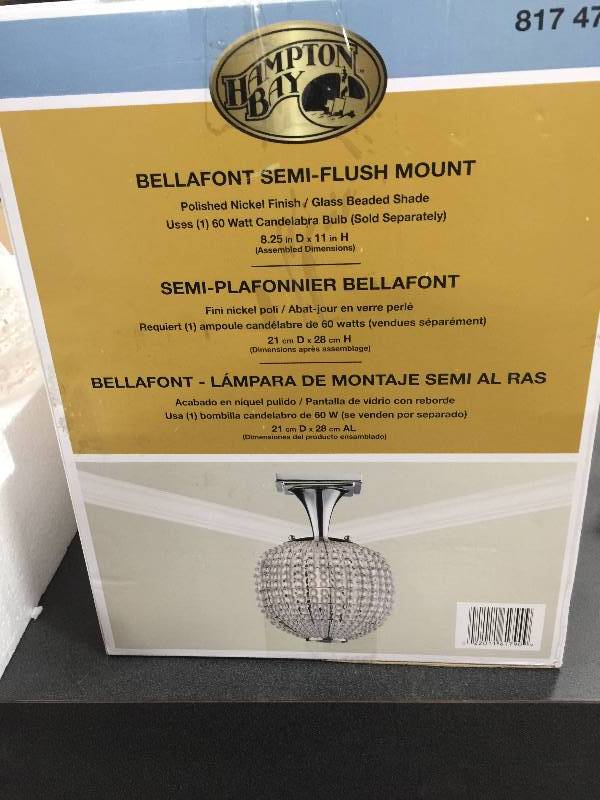 817 47
HAMPTON
BAY
BELLAFONT SEMI-FLUSH MOUNT
Polished Nickel Finish / Glass Beaded Shade
Uses (1) 60 Watt Candelabra Bulb (Sold Separately)
8.25 in D x 11 in H
(Assembled Dimensions)
SEMI-PLAFONNIER BELLAFONT
Fini nickel poli / Abat-jour en verre perlé
Requiert (1) ampoule candélabre de 60 watts (vendues séparément)
21 cm D x 28 cm H
(Dimensions après assemblage)
BELLAFONT - LÁMPARA DE MONTAJE SEMI AL RAS
Acabado en níquel pulido / Pantalla de vidrio con reborde
Usa (1) bombilla candelabro de 60 W (se venden por separado)
21 cm D x 28 cm AL
(Dimensiones del producto ensamblado)